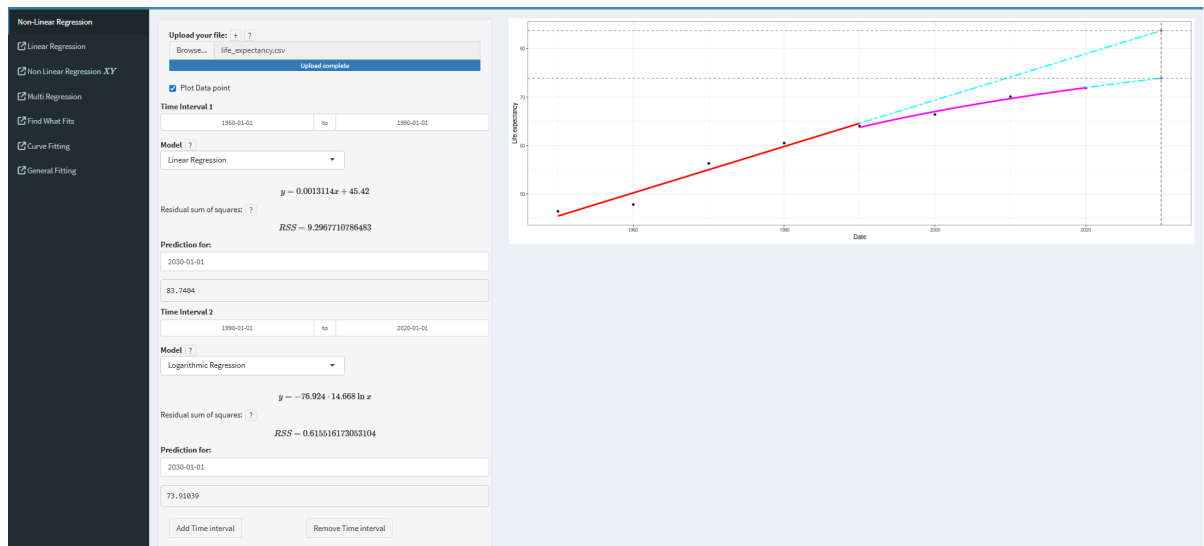 Non-Linear Regression
Linear Regression
Non Linear Regression XY
Multi Regression
Find What Fits
Curve Fitting
General Fitting
Upload your file: + ?
Browse... life_expectancy.csv
Upload complete
Plot Data point
Time Interval 1
1950-01-01 to 1990-01-01
Model ?
Linear Regression
y = 0.0013114x + 45.42
Residual sum of squares: ?
RSS = 9.2967710786483
Prediction for:
2030-01-01
83.7404
Time Interval 2
1990-01-01 to 2020-01-01
Model ?
Logarithmic Regression
y = −76.924 · 14.668 ln x
Residual sum of squares: ?
RSS = 0.615516173053104
Prediction for:
2030-01-01
73.91039
Add Time interval Remove Time interval
80
70
60
50
Life.expectancy
1960 1980 2000 2020
Date